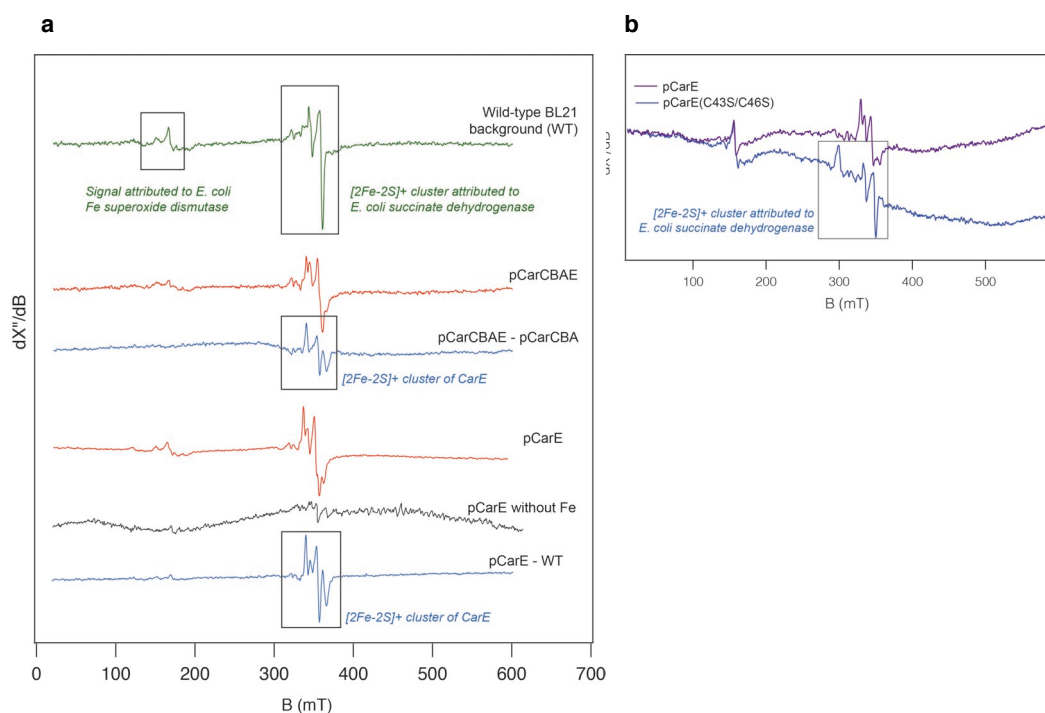 a
Wild-type BL21
background (WT)
Signal attributed to E. coli
Fe superoxide dismutase
[2Fe-2S]+ cluster attributed to
E. coli succinate dehydrogenase
pCarCBAE
pCarCBAE - pCarCBA
[2Fe-2S]+ cluster of CarE
pCarE
pCarE without Fe
pCarE - WT
[2Fe-2S]+ cluster of CarE
dX"/dB
0 100 200 300 400 500 600 700
B (mT)
b
pCarE
pCarE(C43S/C46S)
[2Fe-2S]+ cluster attributed to
E. coli succinate dehydrogenase
100 200 300 400 500
B (mT)